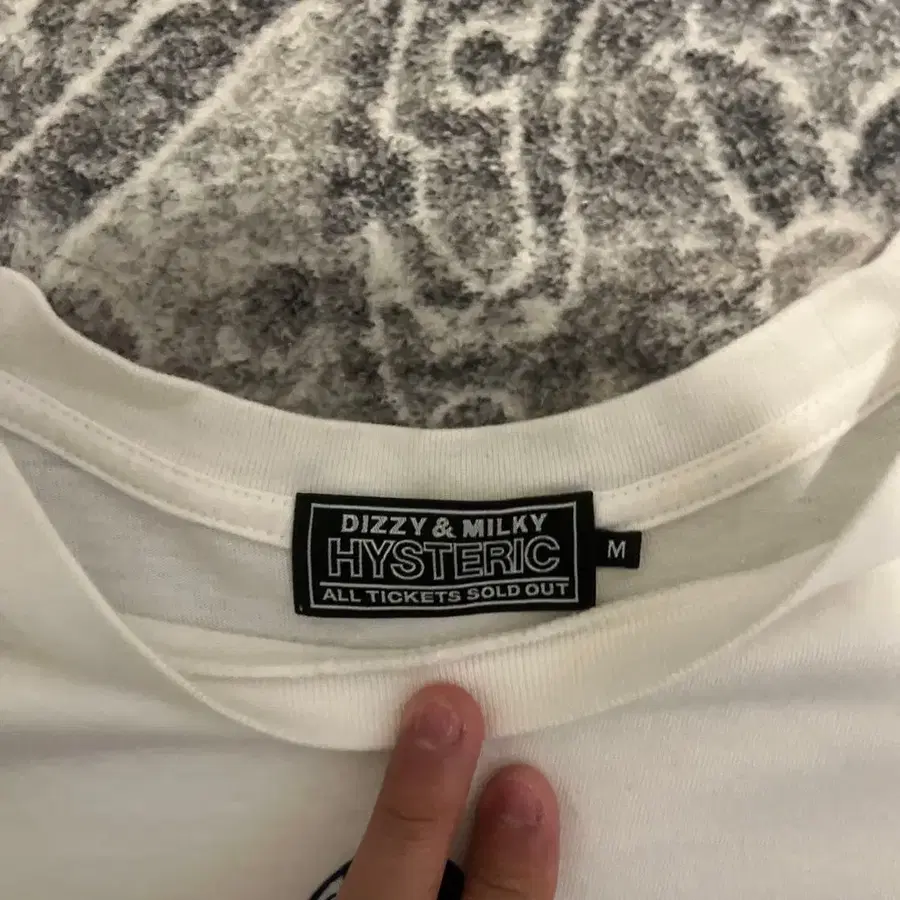 DIZZY & MILKY
HYSTERIC
M
ALL TICKETS SOLD OUT